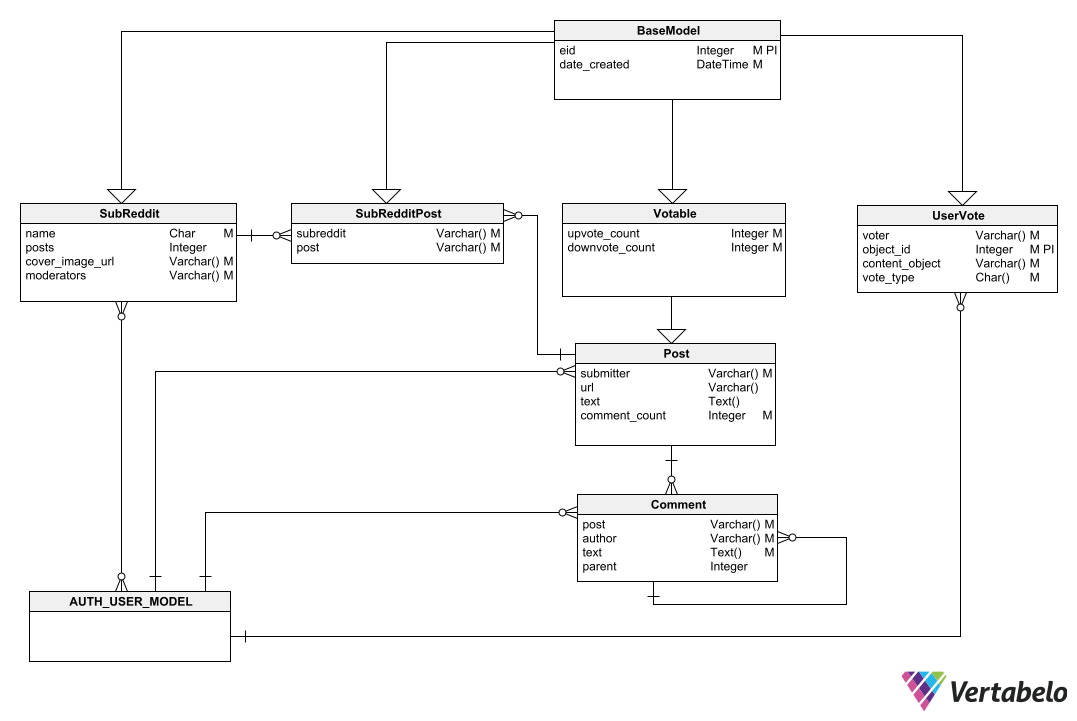 BaseModel
eid Integer M PI
date_created DateTime M
SubReddit
name Char M
posts Integer
cover_image_url Varchar() M
moderators Varchar() M
SubRedditPost
subreddit Varchar() M
post Varchar() M
Votable
upvote_count Integer M
downvote_count Integer M
UserVote
voter Varchar() M
object_id Integer M PI
content_object Varchar() M
vote_type Char() M
Post
submitter Varchar() M
url Varchar()
text Text()
comment_count Integer M
Comment
post Varchar() M
author Varchar() M
text Text() M
parent Integer
AUTH_USER_MODEL
Vertabelo